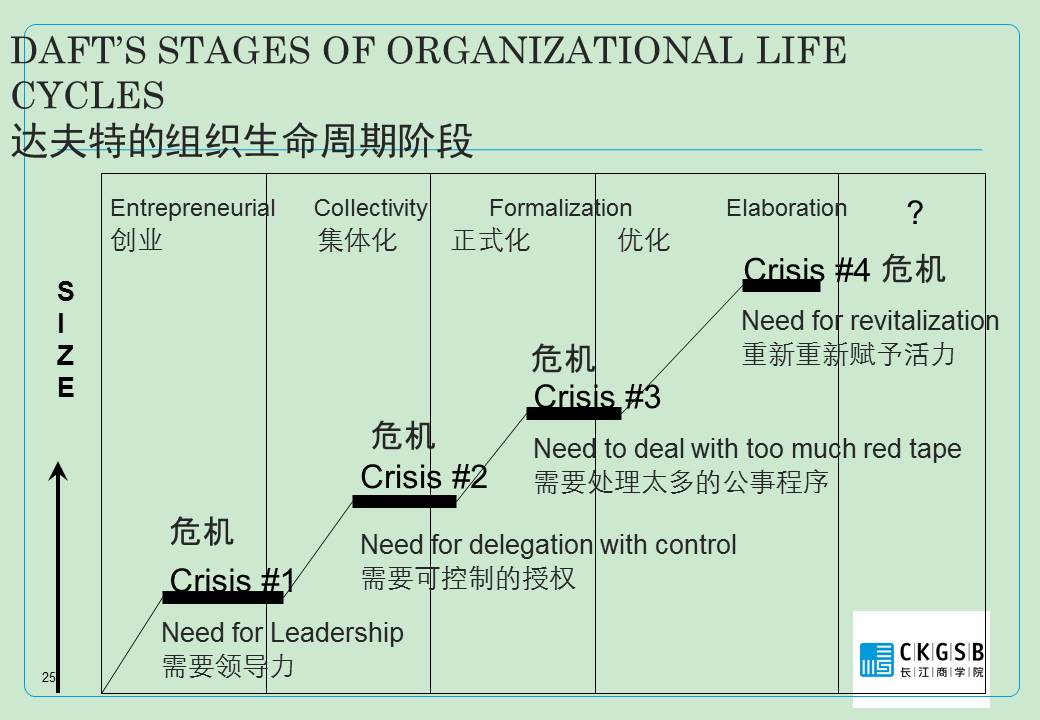 DAFT’S STAGES OF ORGANIZATIONAL LIFE
CYCLES
达夫特的组织生命周期阶段
Entrepreneurial Collectivity Formalization Elaboration ?
创业 集体化 正式化 优化
Crisis #4 危机
S
I
Z
E
Need for revitalization
重新重新赋予活力
危机
Crisis #3
Need to deal with too much red tape
需要处理太多的公事程序
危机
Crisis #2
Need for delegation with control
需要可控制的授权
危机
Crisis #1
Need for Leadership
需要领导力
CKGSB
长江商学院
25